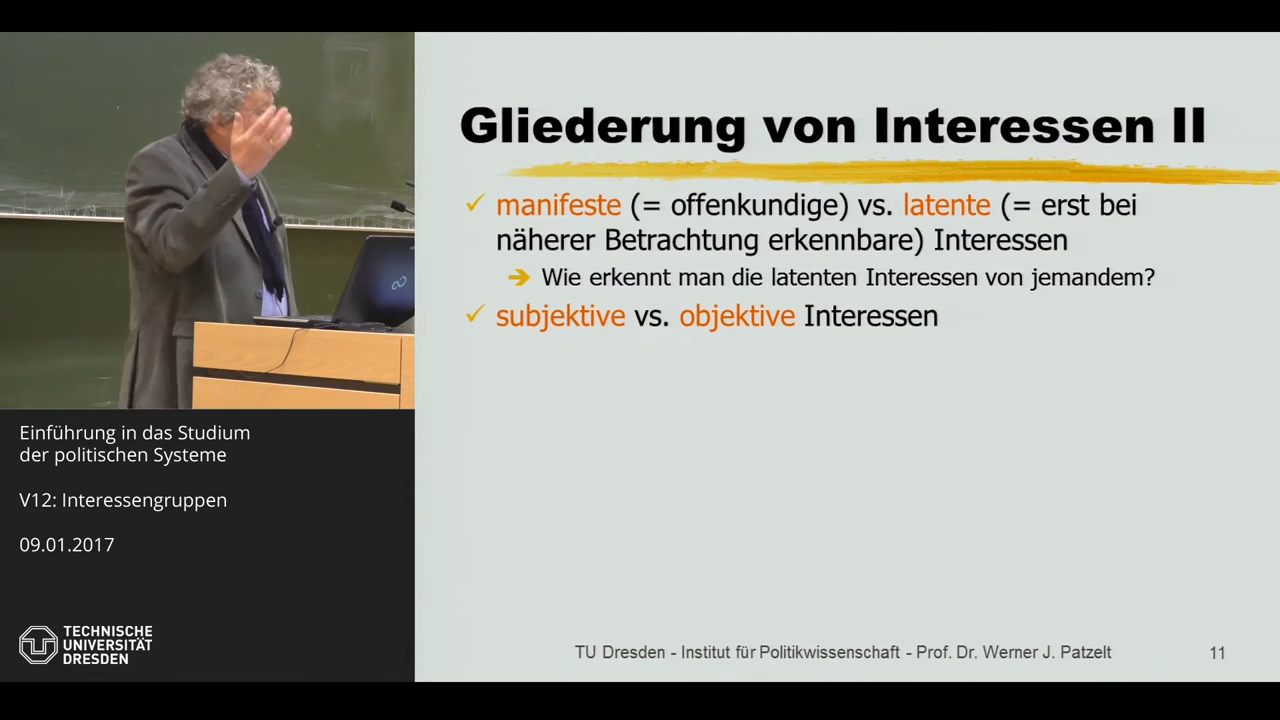 Gliederung von Interessen II
✓ manifeste (= offenkundige) vs. latente (= erst bei
näherer Betrachtung erkennbare) Interessen
➔ Wie erkennt man die latenten Interessen von jemandem?
✓ subjektive vs. objektive Interessen
Einführung in das Studium
der politischen Systeme
V12: Interessengruppen
09.01.2017
TECHNISCHE
UNIVERSITÄT
DRESDEN
TU Dresden - Institut für Politikwissenschaft - Prof. Dr. Werner J. Patzelt
11